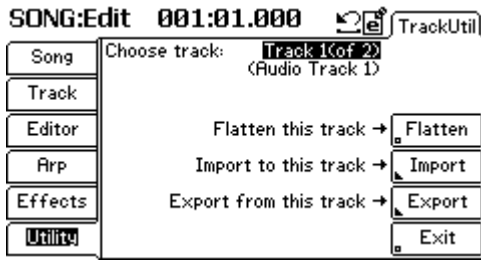 SONG:Edit 001:01.000 e TrackUtil
Song Choose track: Track 1(of 2)
(Audio Track 1)
Track
Editor Flatten this track → Flatten
Arp Import to this track → Import
Effects Export from this track → Export
Utility Exit